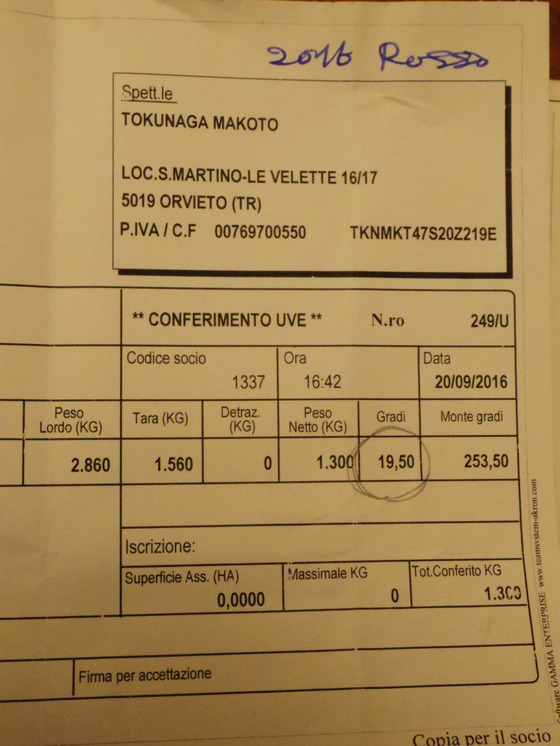 2016 Rosso
Spett.le
TOKUNAGA MAKOTO
LOC.S.MARTINO-LE VELETTE 16/17
5019 ORVIETO (TR)
P.IVA / C.F 00769700550 TKNMKT47S20Z219E
** CONFERIMENTO UVE ** N.ro 249/U
Codice socio Ora Data
1337 16:42 20/09/2016
Peso Lordo (KG) Tara (KG) Detraz. (KG) Peso Netto (KG) Gradi Monte gradi
2.860 1.560 0 1.300 19,50 253,50
Iscrizione:
Superficie Ass. (HA) Massimale KG Tot.Conferito KG
0,0000 0 1.300
Firma per accettazione
Copia per il socio
software GAMMA ENTERPRISE www.teamsystem-akron.com